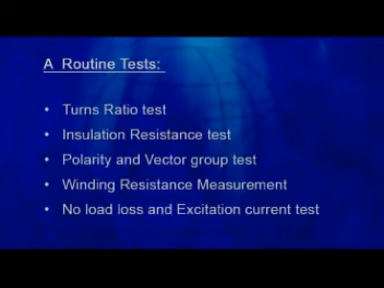 A Routine Tests:
• Turns Ratio test
• Insulation Resistance test
• Polarity and Vector group test
• Winding Resistance Measurement
• No load loss and Excitation current test